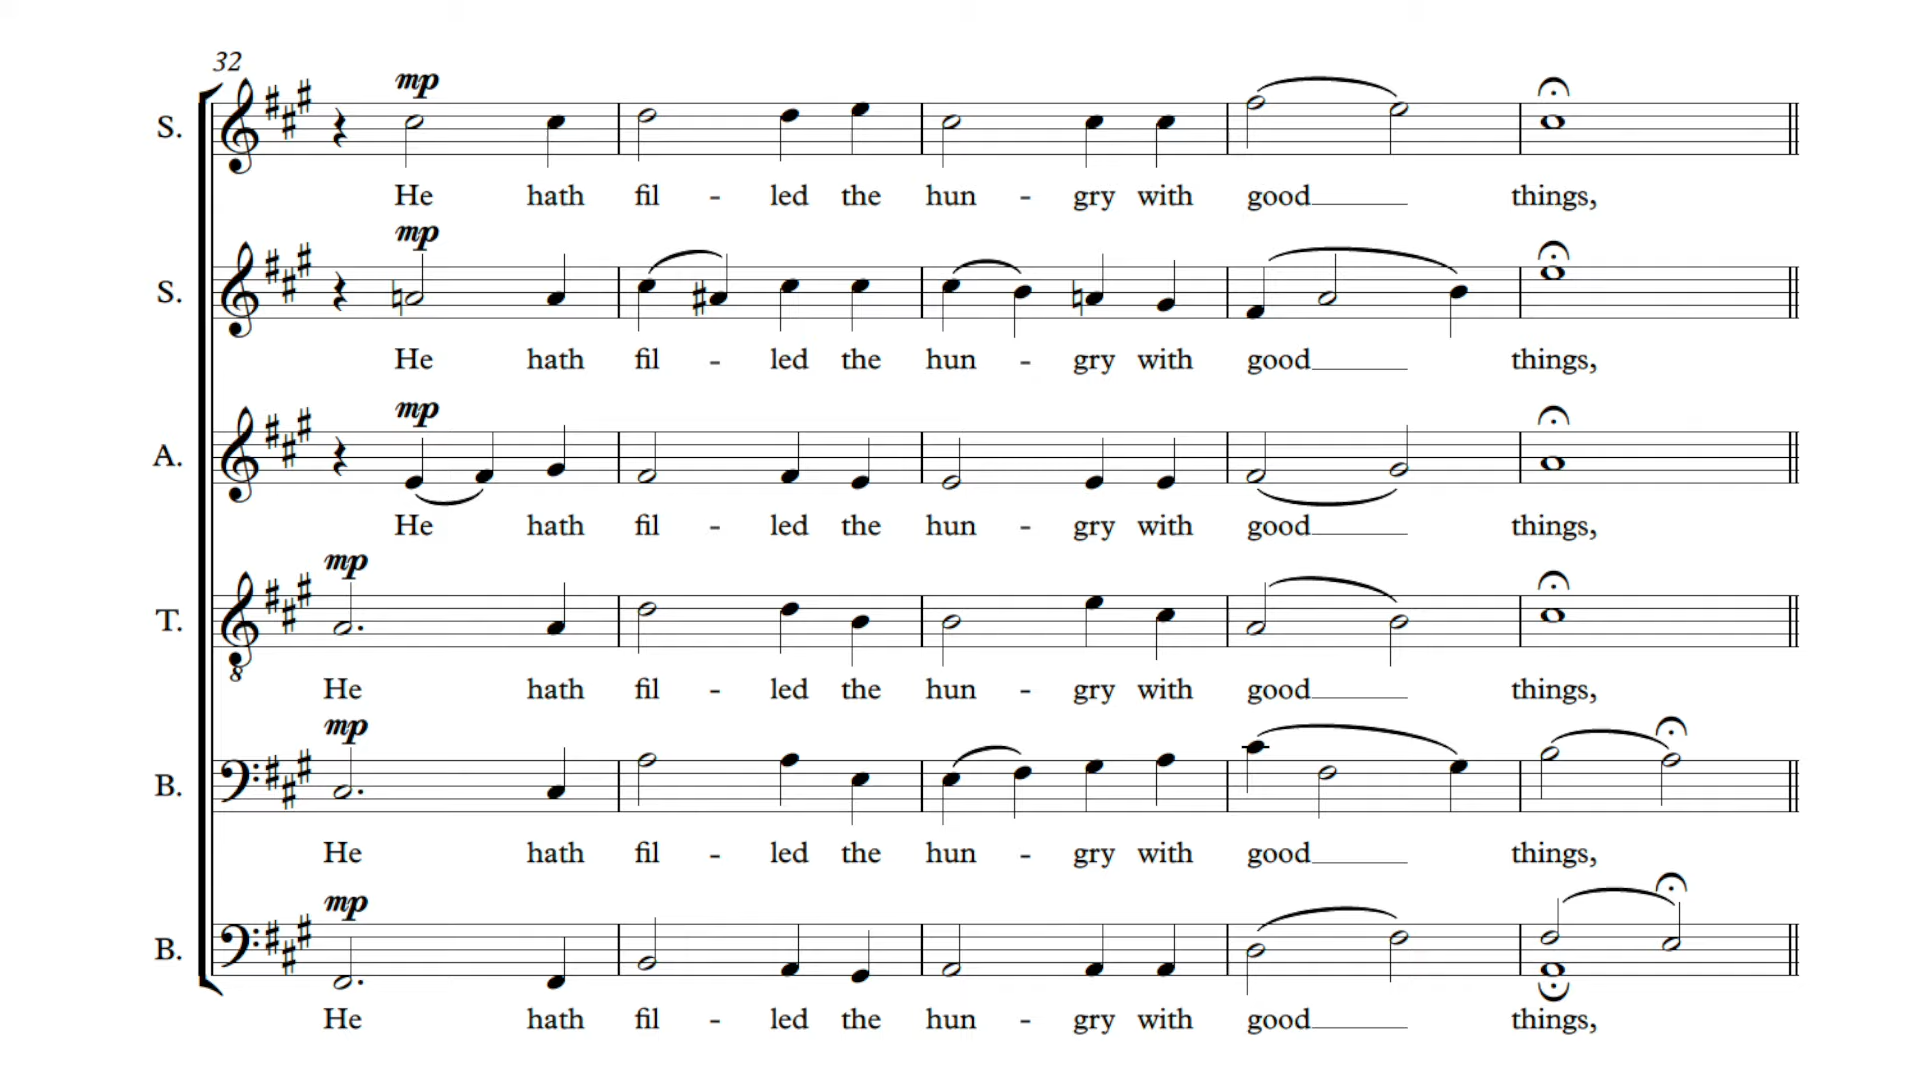 32
mp
S.
He hath fil - led the hun - gry with good things,
mp
S.
He hath fil - led the hun - gry with good things,
mp
A.
He hath fil - led the hun - gry with good things,
mp
T.
8
He hath fil - led the hun - gry with good things,
mp
B.
He hath fil - led the hun - gry with good things,
mp
B.
He hath fil - led the hun - gry with good things,